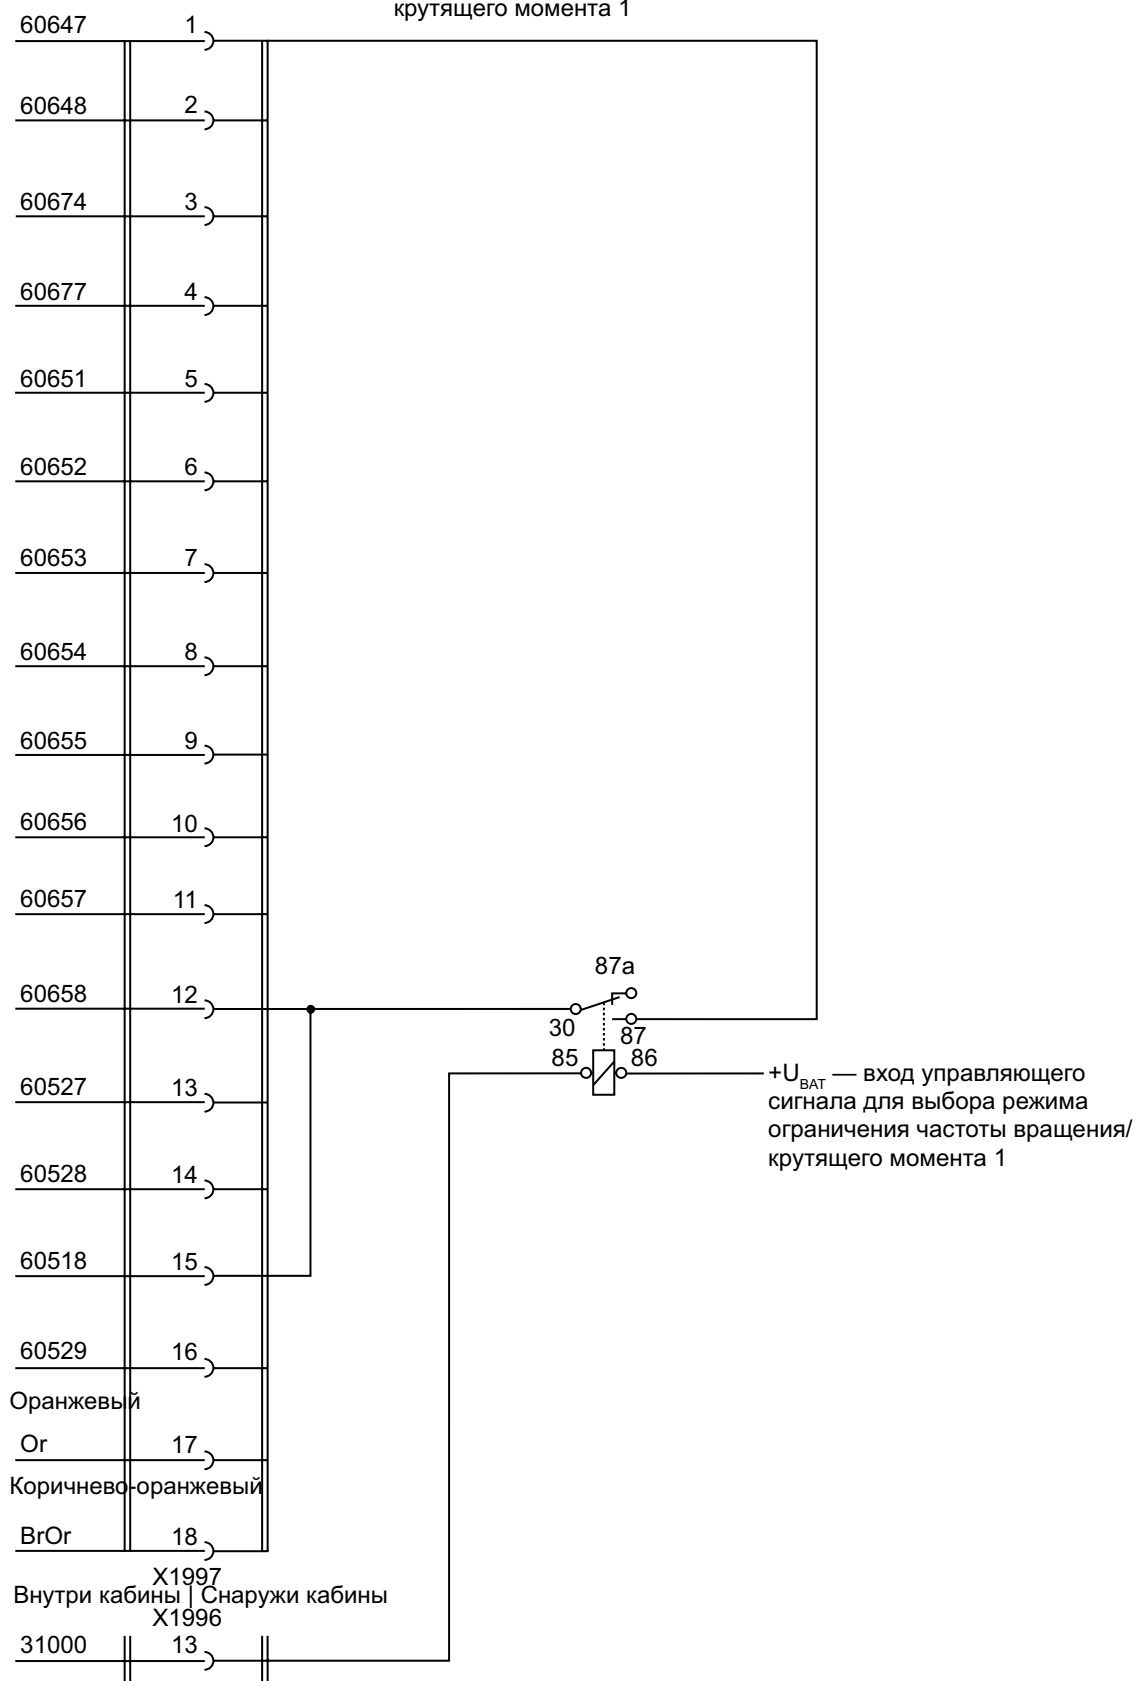 крутящего момента 1
60647 1
60648 2
60674 3
60677 4
60651 5
60652 6
60653 7
60654 8
60655 9
60656 10
60657 11
87a
60658 12
30 87
85 86
+U_BAT — вход управляющего
сигнала для выбора режима
ограничения частоты вращения/
крутящего момента 1
60527 13
60528 14
60518 15
60529 16
Оранжевый
Or 17
Коричнево-оранжевый
BrOr 18
X1997
Внутри кабины | Снаружи кабины
X1996
31000 13